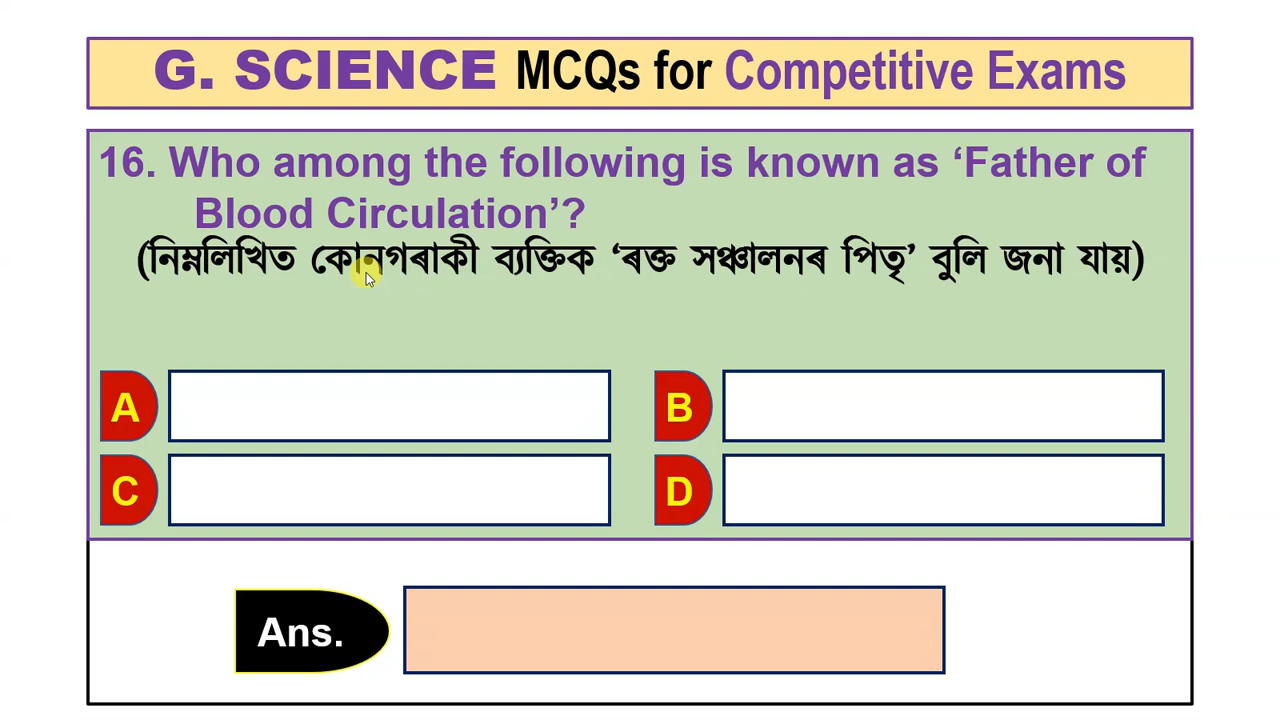 G. SCIENCE MCQs for Competitive Exams
16. Who among the following is known as ‘Father of
Blood Circulation’?
(নিম্নলিখিত কোনগৰাকী ব্যক্তিক ‘ৰক্ত সঞ্চালনৰ পিতৃ’ বুলি জনা যায়)
A
B
C
D
Ans.